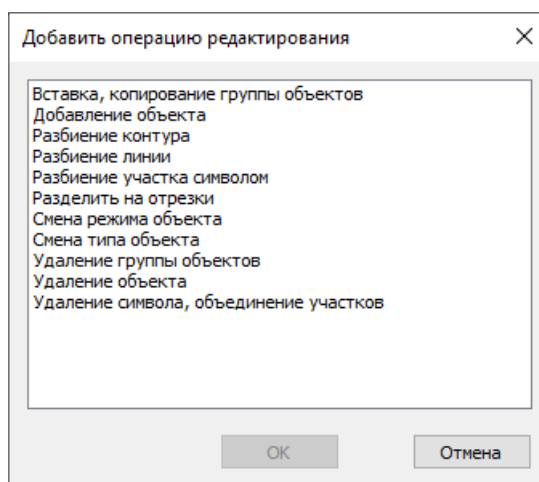 Добавить операцию редактирования
Вставка, копирование группы объектов
Добавление объекта
Разбиение контура
Разбиение линии
Разбиение участка символом
Разделить на отрезки
Смена режима объекта
Смена типа объекта
Удаление группы объектов
Удаление объекта
Удаление символа, объединение участков
OK
Отмена